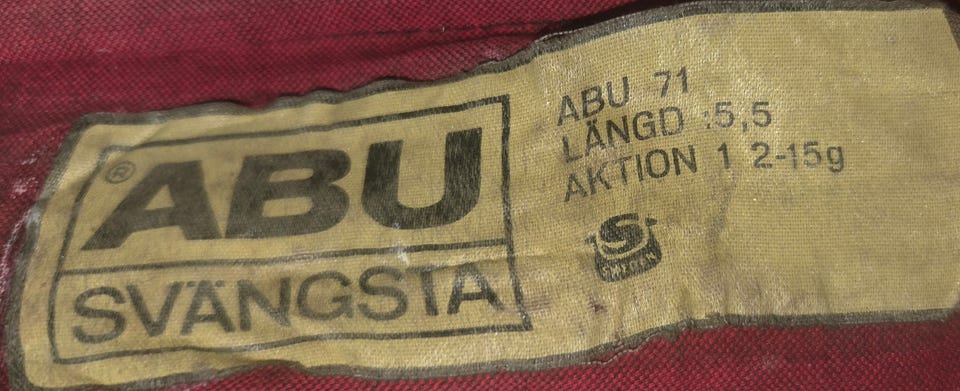 ®ABU
SVÄNGSTA
ABU 71
LÄNGD :5,5
AKTION 1 2-15g
S
SWEDEN